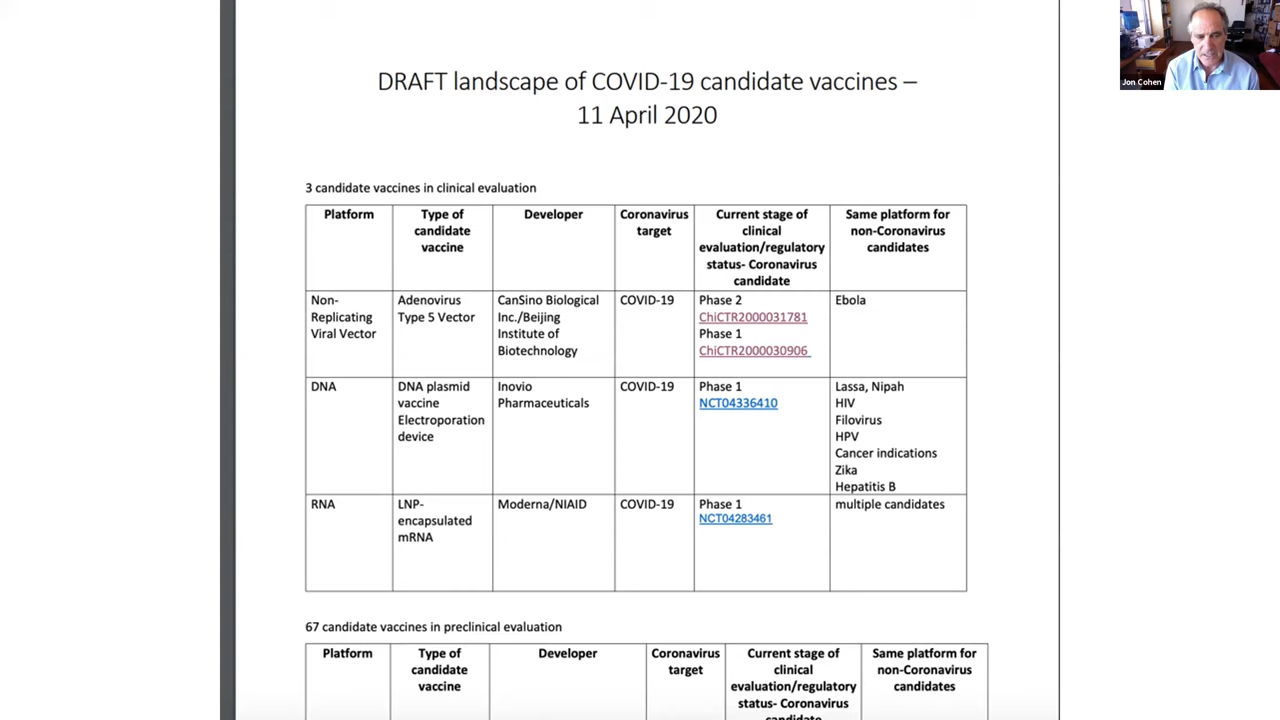 DRAFT landscape of COVID-19 candidate vaccines –
11 April 2020
Jon Cohen
3 candidate vaccines in clinical evaluation
Platform
Type of
candidate
vaccine
Developer
Coronavirus
target
Current stage of
clinical
evaluation/regulatory
status- Coronavirus
candidate
Same platform for
non-Coronavirus
candidates
Non-
Replicating
Viral Vector
Adenovirus
Type 5 Vector
CanSino Biological
Inc./Beijing
Institute of
Biotechnology
COVID-19
Phase 2
ChiCTR2000031781
Phase 1
ChiCTR2000030906
Ebola
DNA
DNA plasmid
vaccine
Electroporation
device
Inovio
Pharmaceuticals
COVID-19
Phase 1
NCT04336410
Lassa, Nipah
HIV
Filovirus
HPV
Cancer indications
Zika
Hepatitis B
RNA
LNP-
encapsulated
mRNA
Moderna/NIAID
COVID-19
Phase 1
NCT04283461
multiple candidates
67 candidate vaccines in preclinical evaluation
Platform
Type of
candidate
vaccine
Developer
Coronavirus
target
Current stage of
clinical
evaluation/regulatory
status- Coronavirus
candidate
Same platform for
non-Coronavirus
candidates